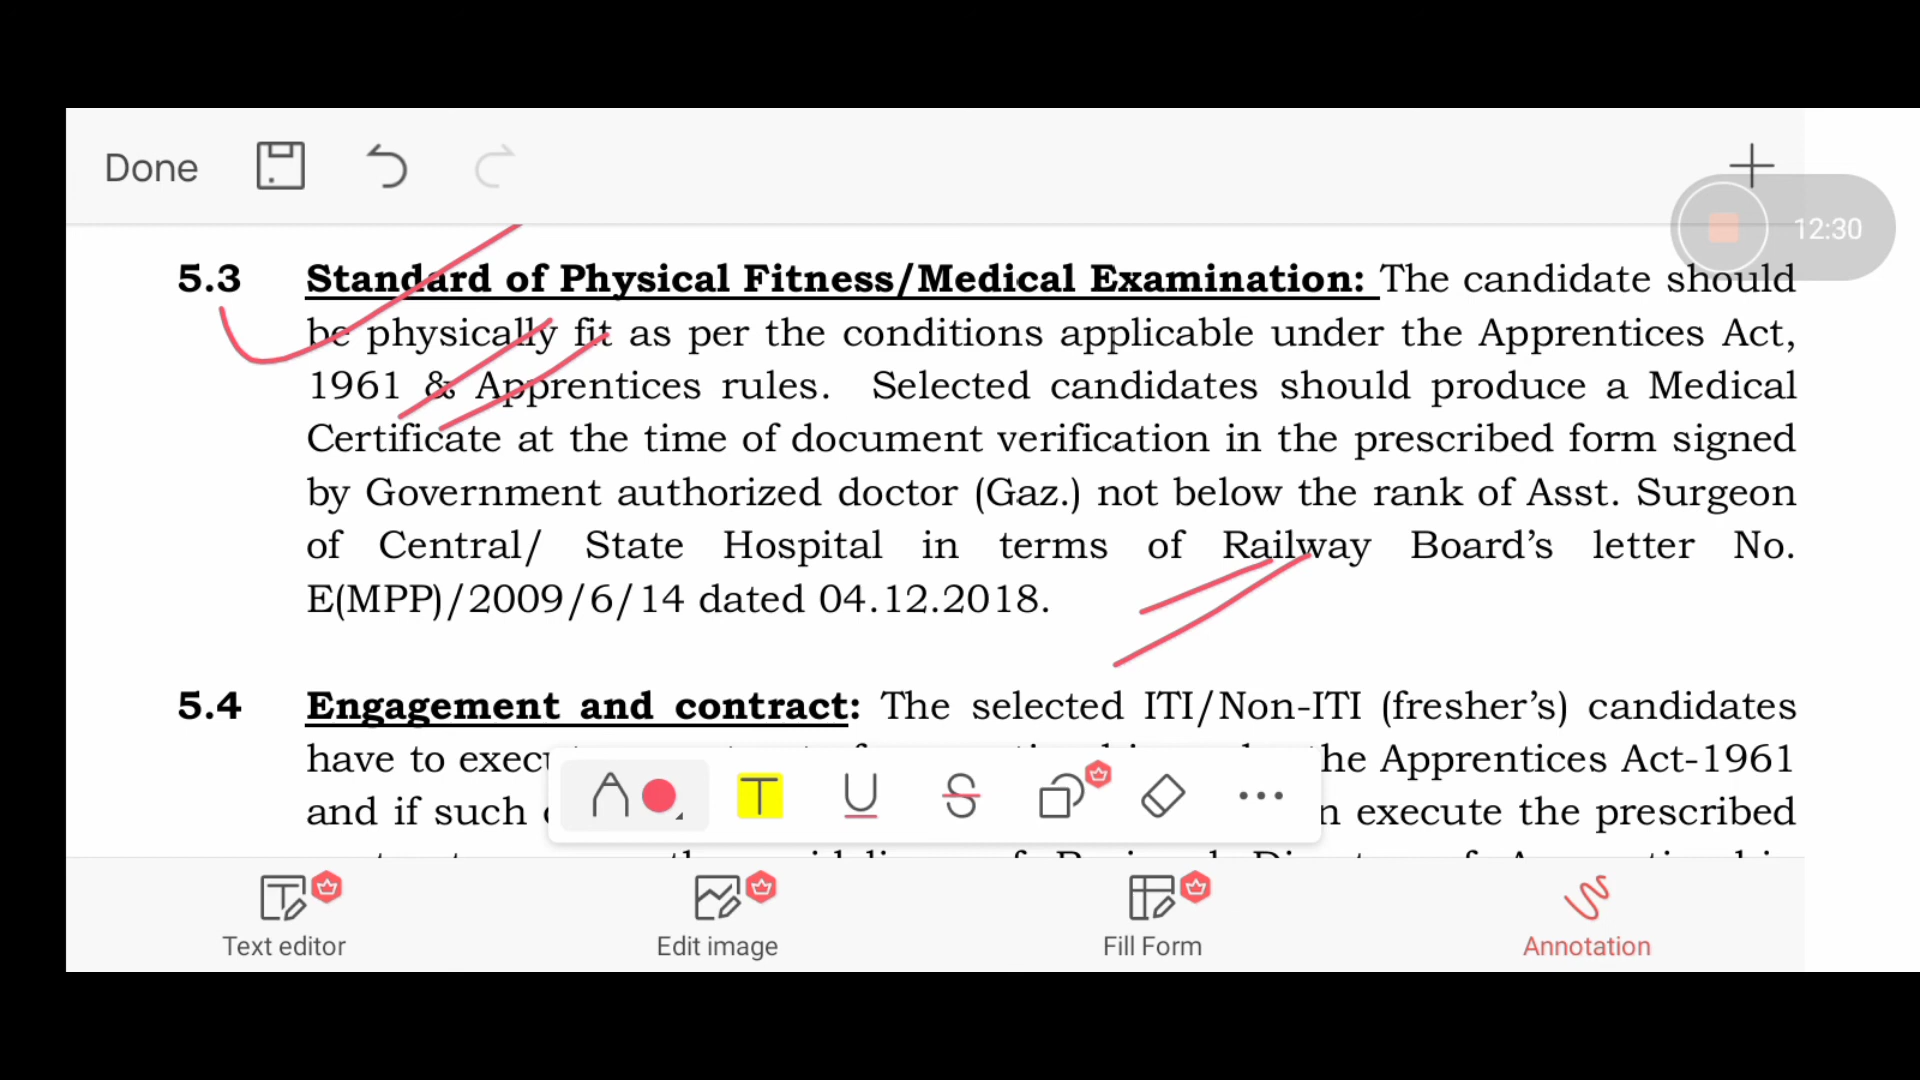 Done
12:30
5.3 Standard of Physical Fitness/Medical Examination: The candidate should
be physically fit as per the conditions applicable under the Apprentices Act,
1961 & Apprentices rules. Selected candidates should produce a Medical
Certificate at the time of document verification in the prescribed form signed
by Government authorized doctor (Gaz.) not below the rank of Asst. Surgeon
of Central/ State Hospital in terms of Railway Board's letter No.
E(MPP)/2009/6/14 dated 04.12.2018.
5.4 Engagement and contract: The selected ITI/Non-ITI (fresher's) candidates
have to the Apprentices Act-1961
and if such execute the prescribed
Text editor
Edit image
Fill Form
Annotation